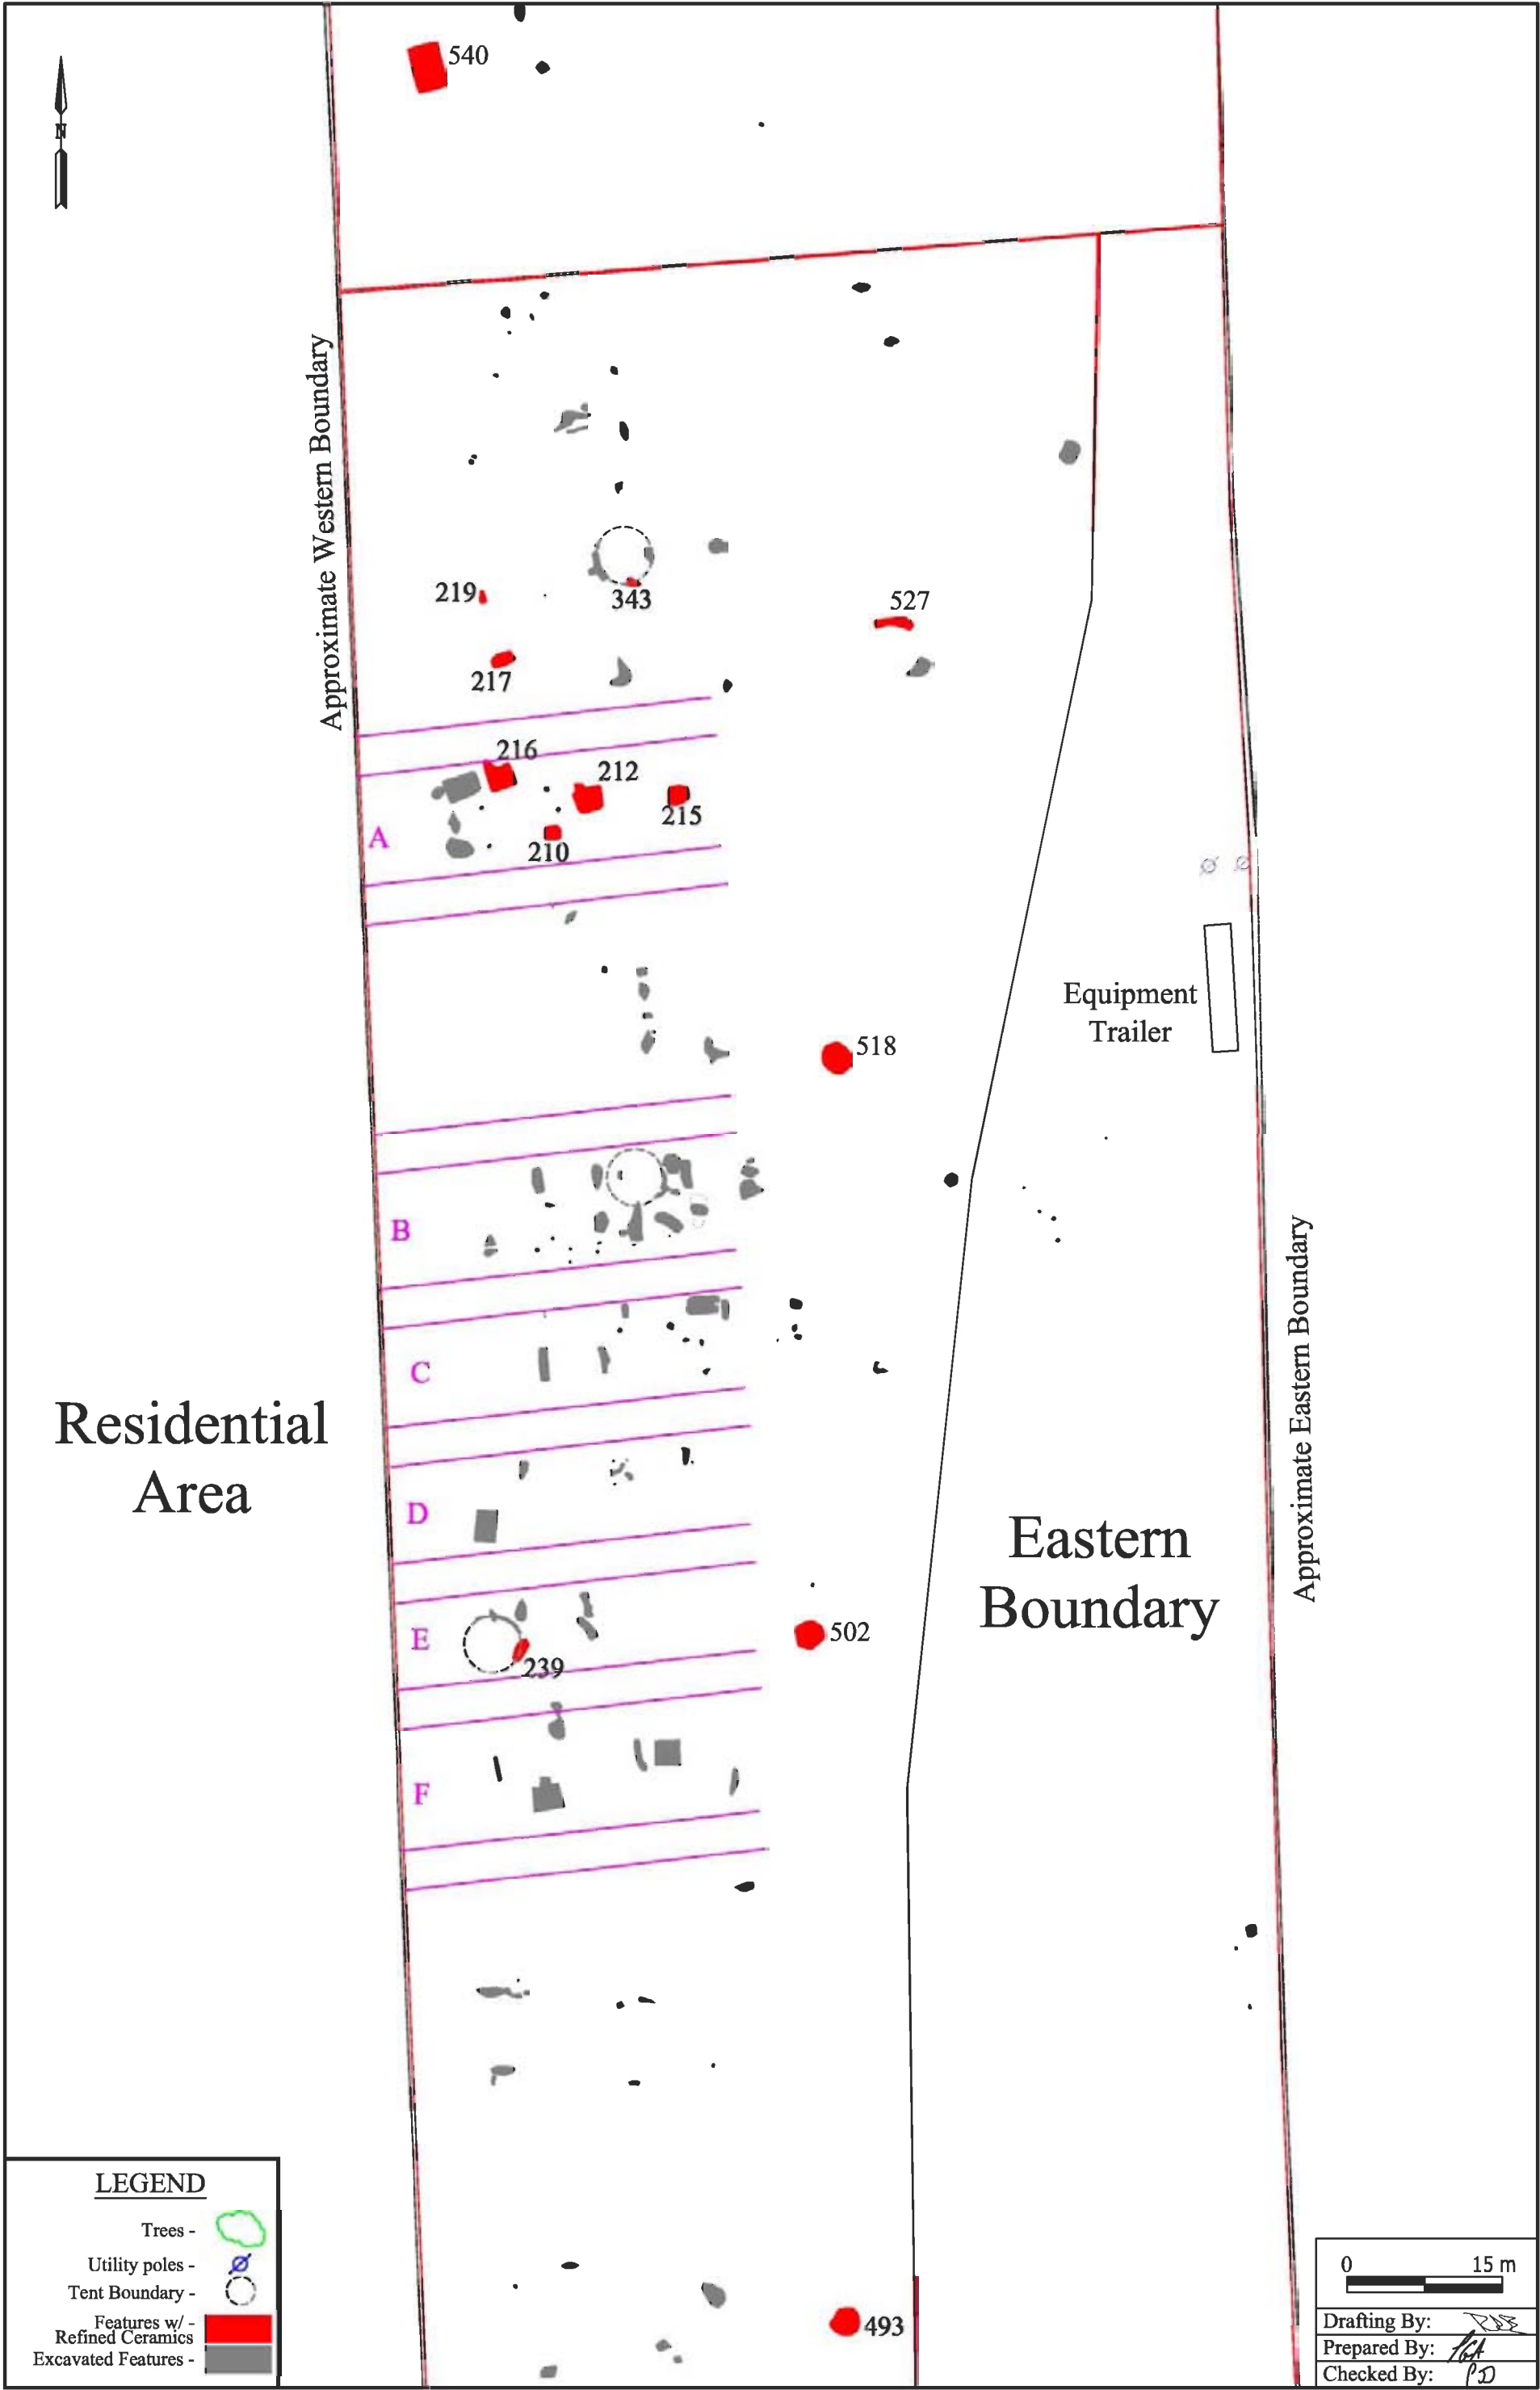 540
N
Approximate Western Boundary
219
343
527
217
216
212
215
A
210
Equipment
Trailer
518
B
Approximate Eastern Boundary
C
Residential
Area
D
Eastern
Boundary
E
502
239
F
LEGEND
Trees -
Utility poles -
Tent Boundary -
Features w/ -
Refined Ceramics
Excavated Features -
493
0 15 m
Drafting By:
Prepared By:
Checked By: PD